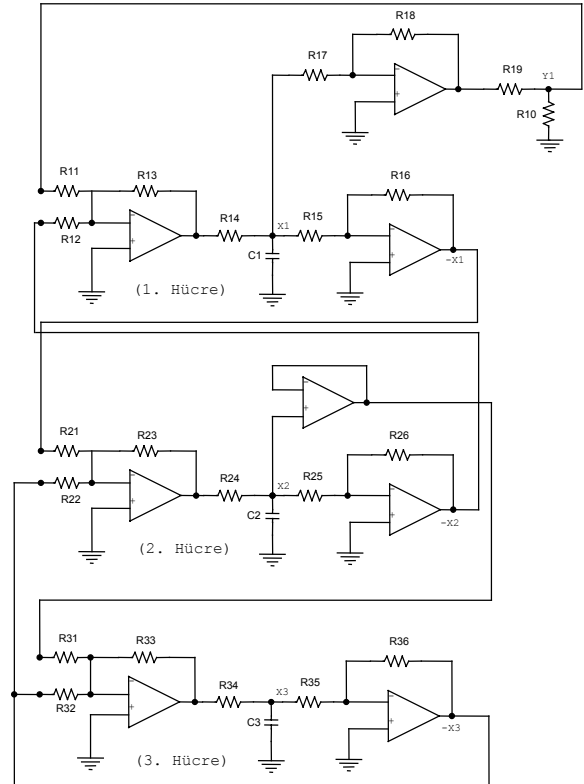 R18
R17
R19
Y1
R10
R11
R13
R16
R12
R14
X1
R15
C1
-X1
(1. Hücre)
R21
R23
R26
R22
R24
X2
R25
C2
-X2
(2. Hücre)
R31
R33
R36
R32
R34
X3
R35
C3
-X3
(3. Hücre)